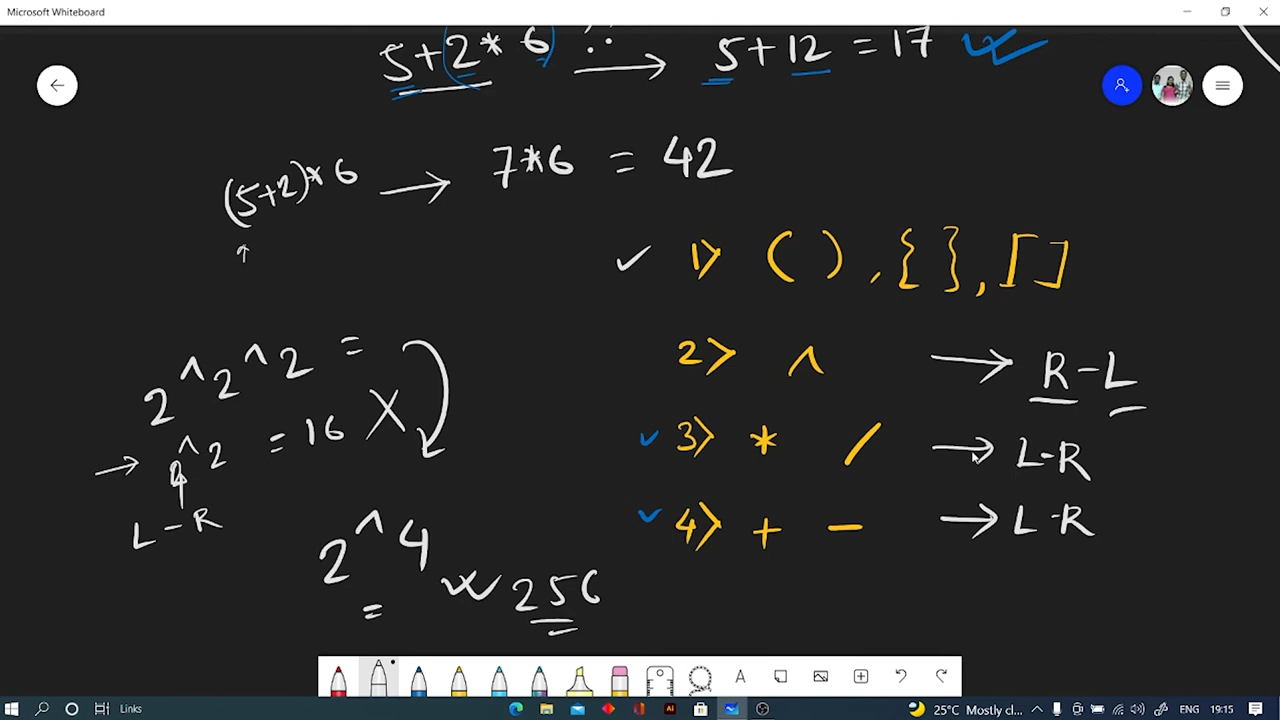 Microsoft Whiteboard
5+2*6 ∵ → 5+12 = 17
(5+2)*6 → 7*6 = 42
1> ( ) , { } , [ ]
2^2^2 =
2> ^ → R-L
→ 4^2 = 16 X
3> * / → L-R
L-R
4> + - → L-R
2^4 256
=
A
Links
25°C Mostly cl... ENG 19:15